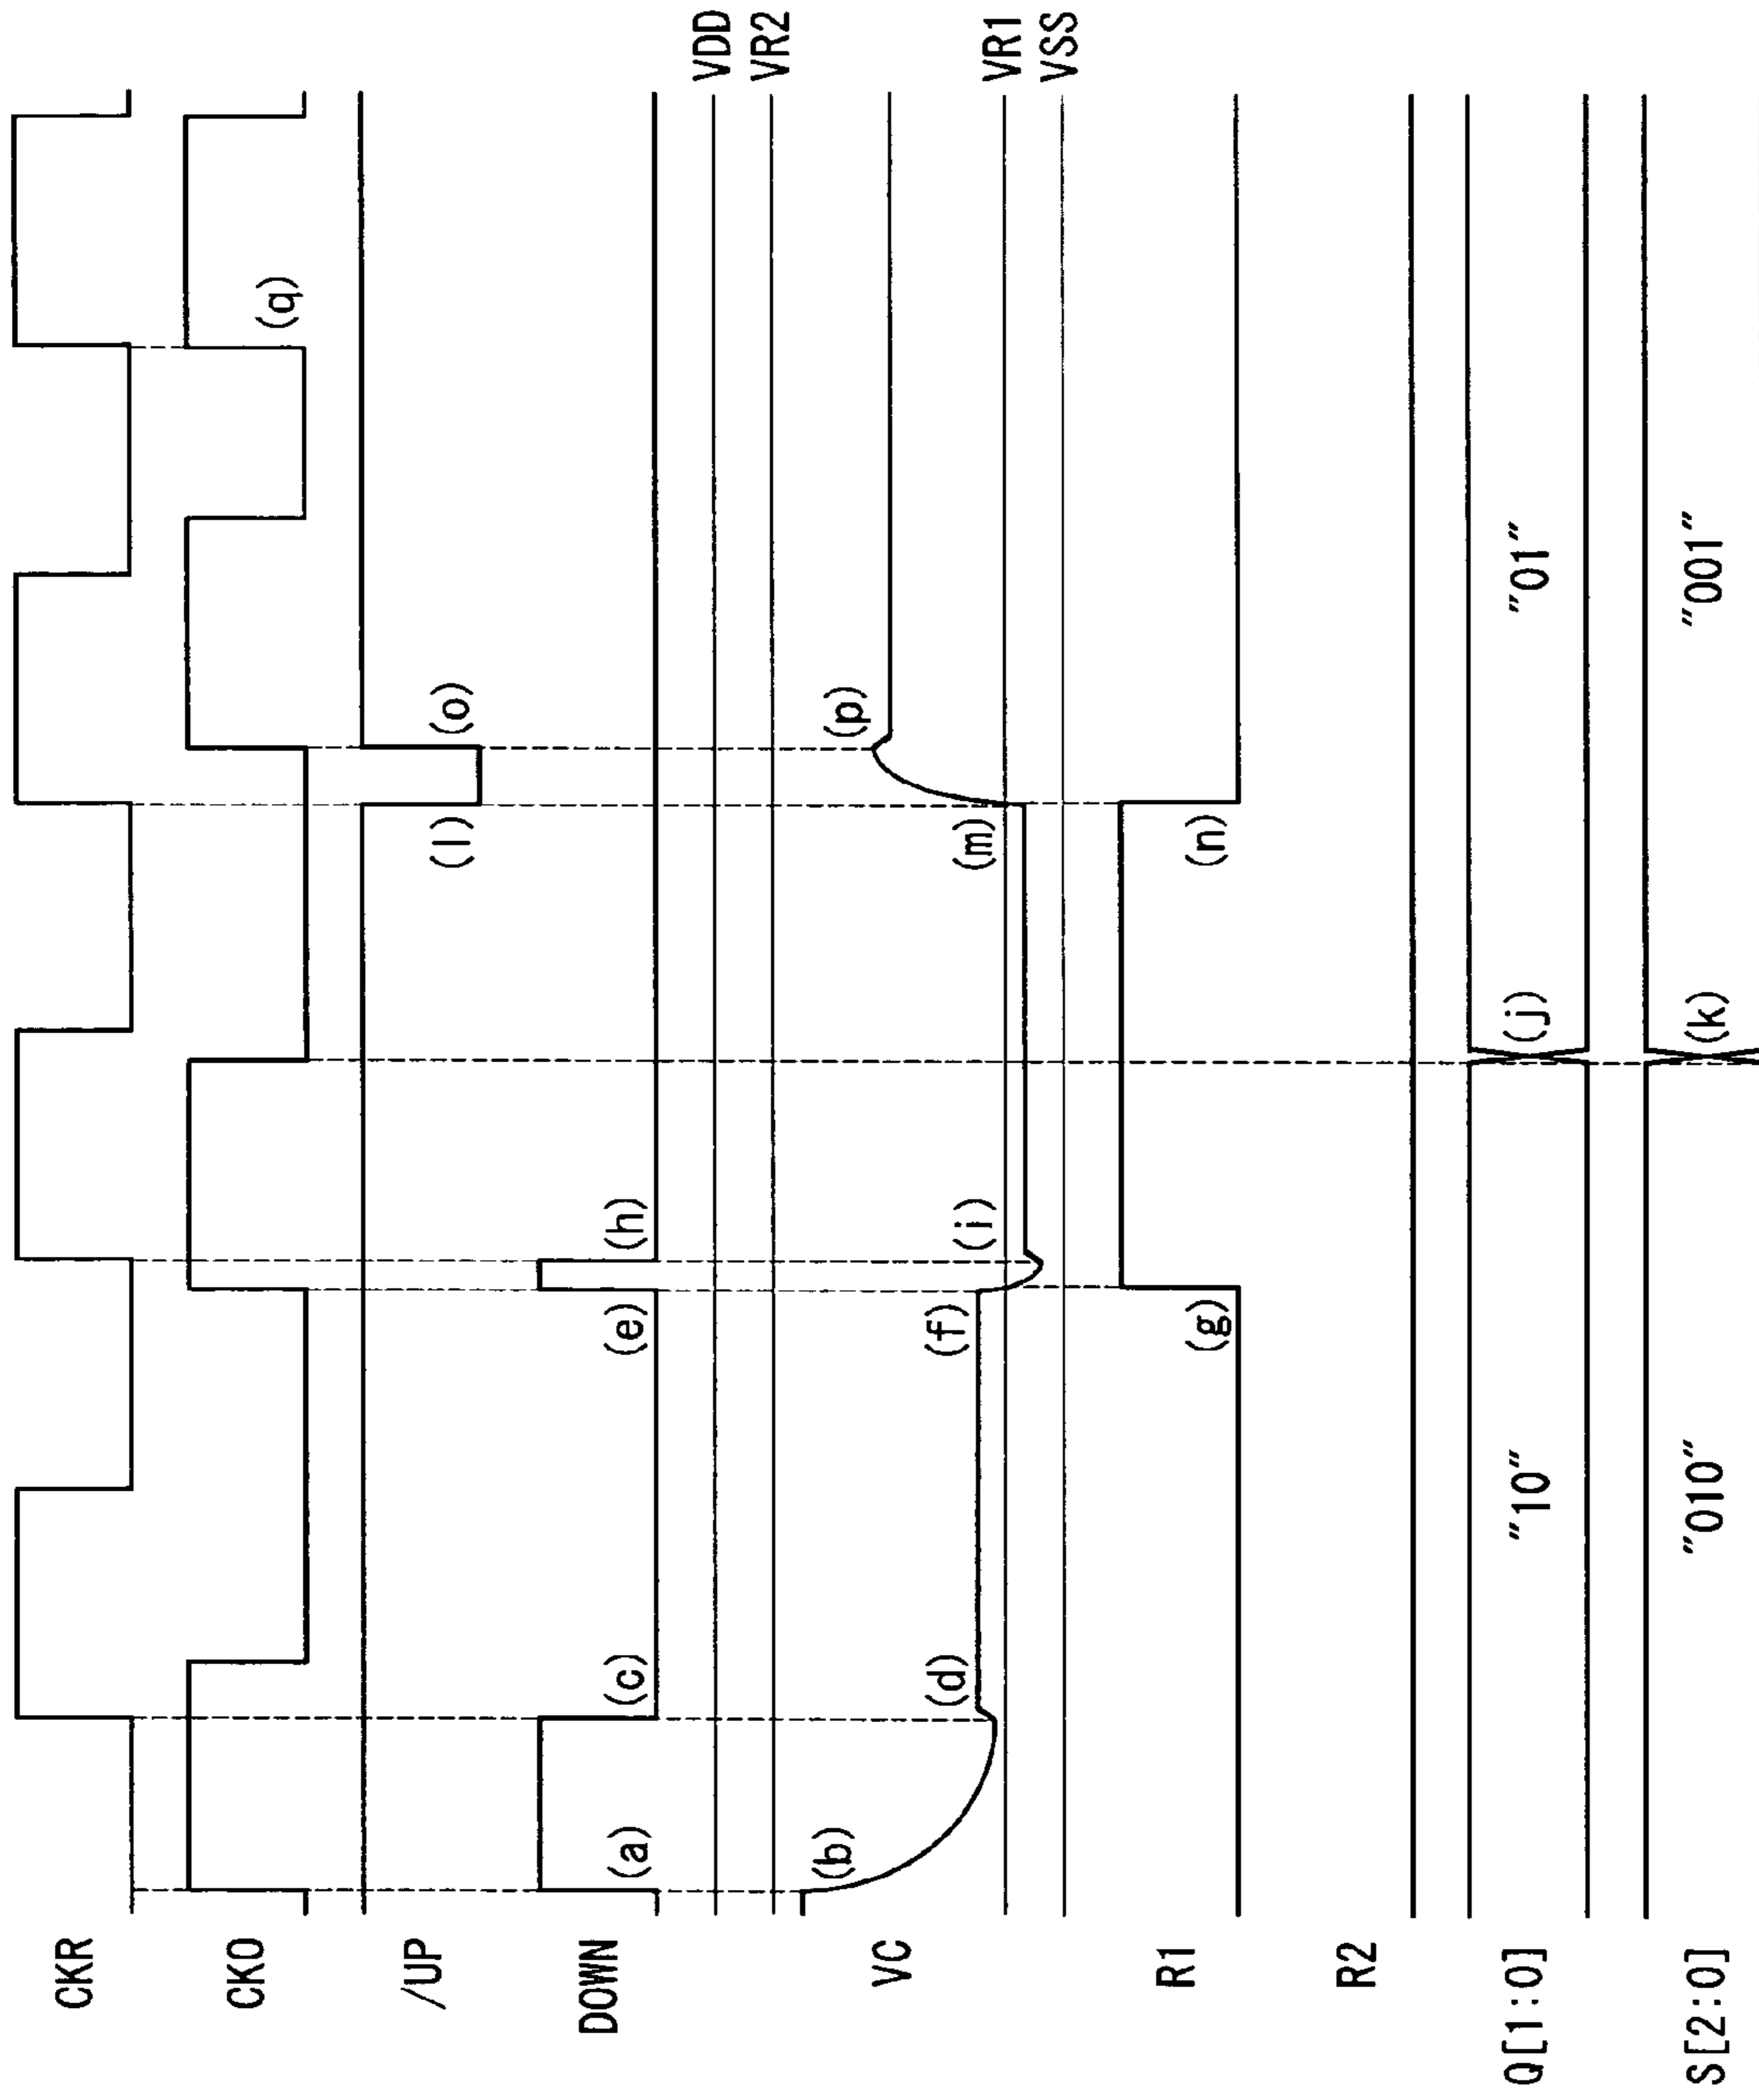 CKR
CKO
(q)
/UP
(l)
(o)
DOWN
(a)
(c)
(e)
(h)
VDD
VR2
VC
(b)
(d)
(f)
(i)
(m)
(p)
VR1
VSS
R1
(g)
(n)
R2
Q[1:0]
"10"
(j)
"01"
S[2:0]
"010"
(k)
"001"